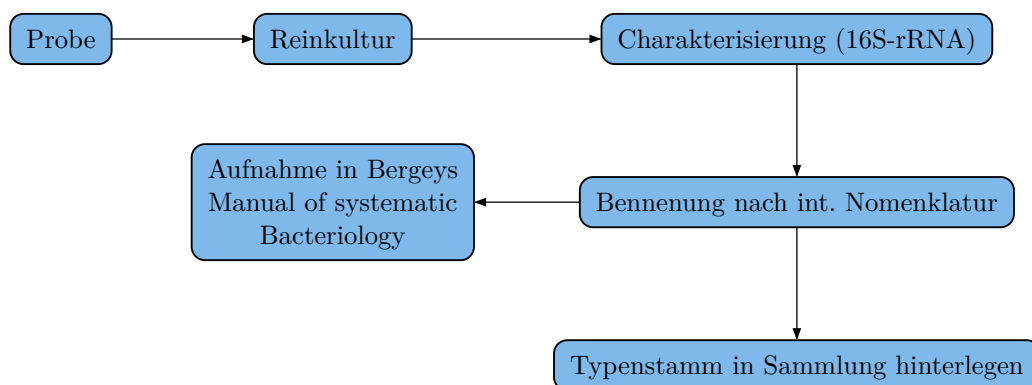 Probe
Reinkultur
Charakterisierung (16S-rRNA)
Aufnahme in Bergeys
Manual of systematic
Bacteriology
Bennenung nach int. Nomenklatur
Typenstamm in Sammlung hinterlegen